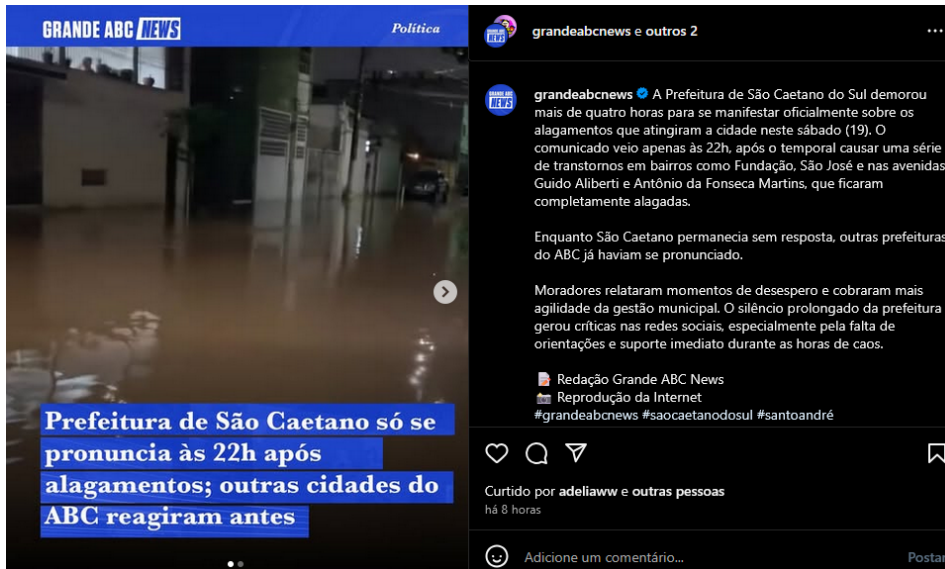 GRANDE ABC NEWS
Política
Prefeitura de São Caetano só se
pronuncia às 22h após
alagamentos; outras cidades do
ABC reagiram antes
grandeabcnews e outros 2
grandeabcnews A Prefeitura de São Caetano do Sul demorou
mais de quatro horas para se manifestar oficialmente sobre os
alagamentos que atingiram a cidade neste sábado (19). O
comunicado veio apenas às 22h, após o temporal causar uma série
de transtornos em bairros como Fundação, São José e nas avenidas
Guido Aliberti e Antônio da Fonseca Martins, que ficaram
completamente alagadas.
Enquanto São Caetano permanecia sem resposta, outras prefeituras
do ABC já haviam se pronunciado.
Moradores relataram momentos de desespero e cobraram mais
agilidade da gestão municipal. O silêncio prolongado da prefeitura
gerou críticas nas redes sociais, especialmente pela falta de
orientações e suporte imediato durante as horas de caos.
Redação Grande ABC News
Reprodução da Internet
#grandeabcnews #saocaetanodosul #santoandré
Curtido por adeliaww e outras pessoas
há 8 horas
Adicione um comentário...
Postar